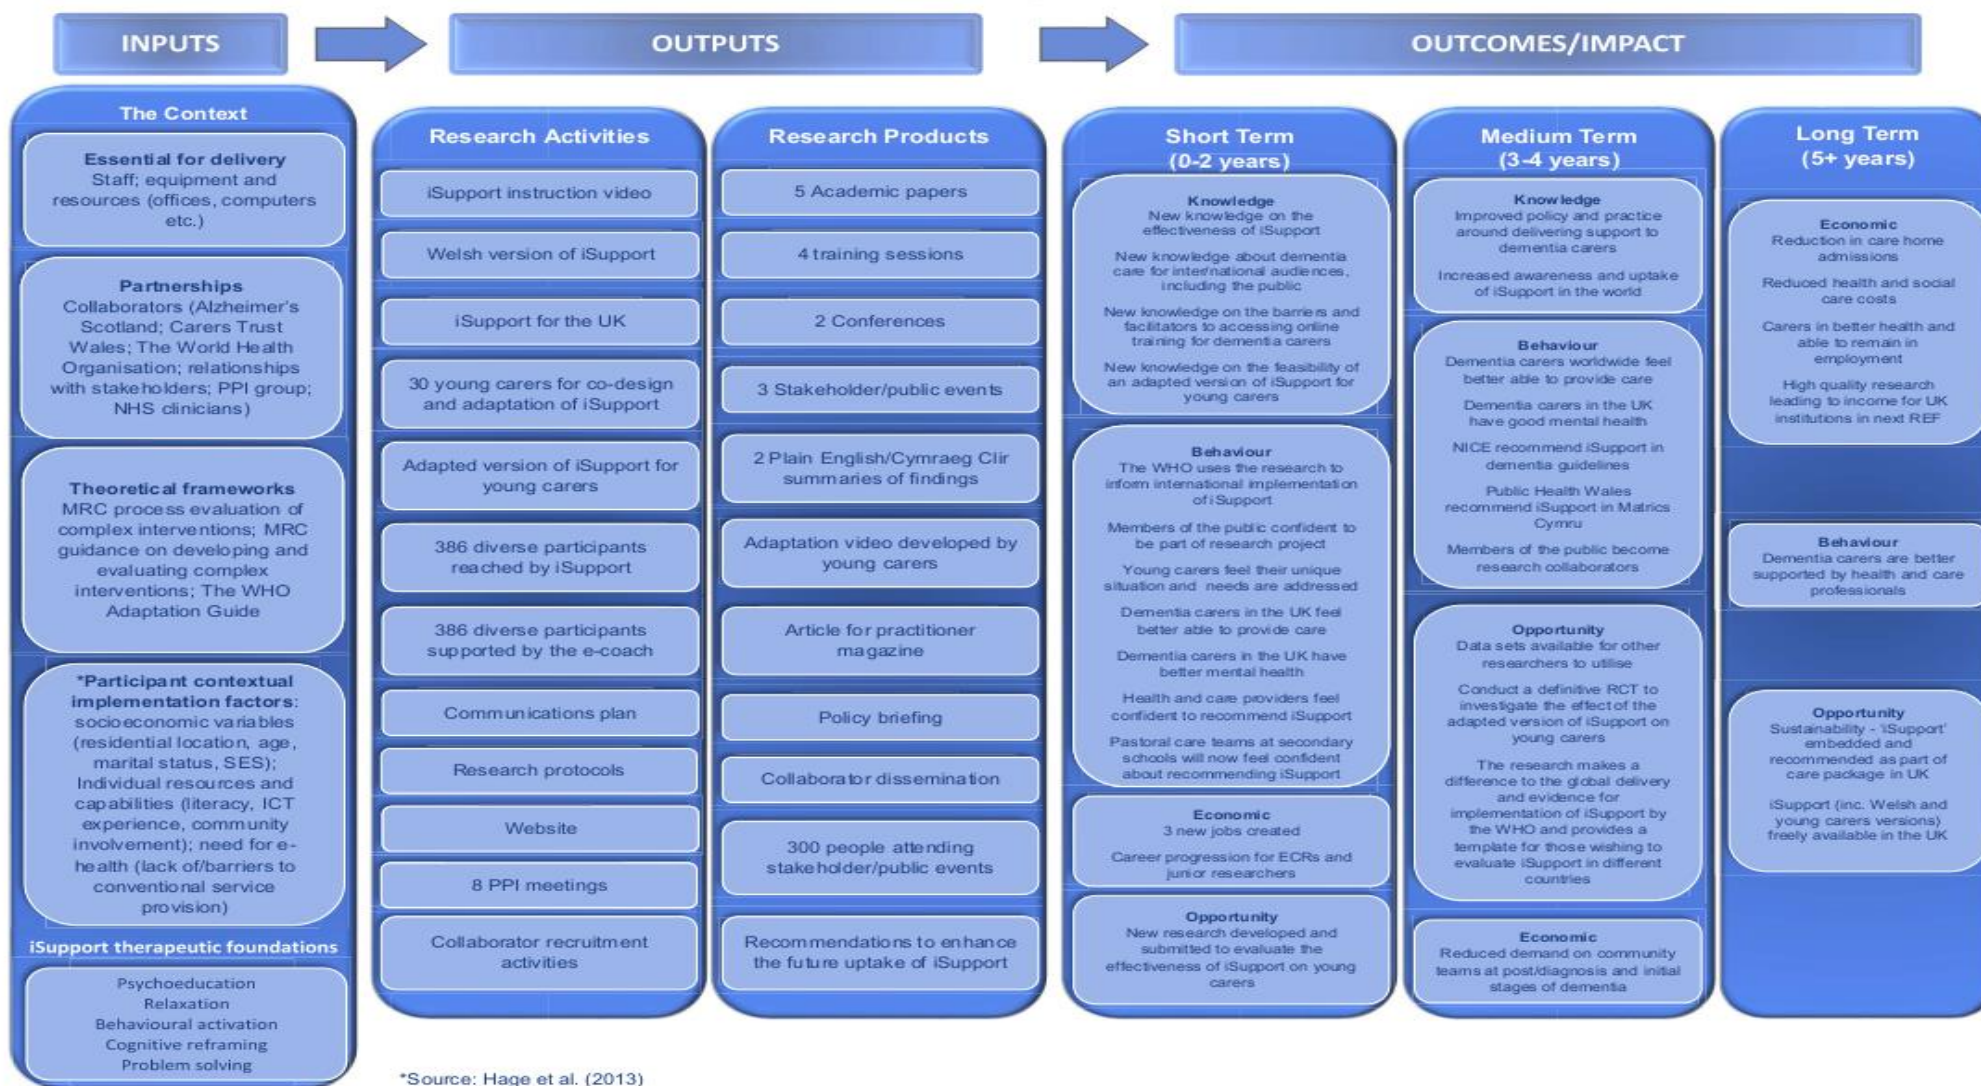 INPUTS
OUTPUTS
OUTCOMES/IMPACT
The Context
Essential for delivery
Staff; equipment and
resources (offices, computers
etc.)
Partnerships
Collaborators (Alzheimer's
Scotland; Carers Trust
Wales; The World Health
Organisation; relationships
with stakeholders; PPI group;
NHS clinicians)
Theoretical frameworks
MRC process evaluation of
complex interventions; MRC
guidance on developing and
evaluating complex
interventions; The WHO
Adaptation Guide
*Participant contextual
implementation factors:
socioeconomic variables
(residential location, age,
marital status, SES);
Individual resources and
capabilities (literacy, ICT
experience, community
involvement); need for e-
health (lack of/barriers to
conventional service
provision)
iSupport therapeutic foundations
Psychoeducation
Relaxation
Behavioural activation
Cognitive reframing
Problem solving
Research Activities
iSupport instruction video
Welsh version of iSupport
iSupport for the UK
30 young carers for co-design
and adaptation of iSupport
Adapted version of iSupport for
young carers
386 diverse participants
reached by iSupport
386 diverse participants
supported by the e-coach
Communications plan
Research protocols
Website
8 PPI meetings
Collaborator recruitment
activities
Research Products
5 Academic papers
4 training sessions
2 Conferences
3 Stakeholder/public events
2 Plain English/Cymraeg Clir
summaries of findings
Adaptation video developed by
young carers
Article for practitioner
magazine
Policy briefing
Collaborator dissemination
300 people attending
stakeholder/public events
Recommendations to enhance
the future uptake of iSupport
Short Term
(0-2 years)
Knowledge
New knowledge on the
effectiveness of iSupport
New knowledge about dementia
care for inter/national audiences,
including the public
New knowledge on the barriers and
facilitators to accessing online
training for dementia carers
New knowledge on the feasibility of
an adapted version of iSupport for
young carers
Behaviour
The WHO uses the research to
inform international implementation
of iSupport
Members of the public confident to
be part of research project
Young carers feel their unique
situation and needs are addressed
Dementia carers in the UK feel
better able to provide care
Dementia carers in the UK have
better mental health
Health and care providers feel
confident to recommend iSupport
Pastoral care teams at secondary
schools will now feel confident
about recommending iSupport
Economic
3 new jobs created
Career progression for ECRs and
junior researchers
Opportunity
New research developed and
submitted to evaluate the
effectiveness of iSupport on young
carers
Medium Term
(3-4 years)
Knowledge
Improved policy and practice
around delivering support to
dementia carers
Increased awareness and uptake
of iSupport in the world
Behaviour
Dementia carers worldwide feel
better able to provide care
Dementia carers in the UK
have good mental health
NICE recommend iSupport in
dementia guidelines
Public Health Wales
recommend iSupport in Matrics
Cymru
Members of the public become
research collaborators
Opportunity
Data sets available for other
researchers to utilise
Conduct a definitive RCT to
investigate the effect of the
adapted version of iSupport on
young carers
The research makes a
difference to the global delivery
and evidence for
implementation of iSupport by
the WHO and provides a
template for those wishing to
evaluate iSupport in different
countries
Economic
Reduced demand on community
teams at post/diagnosis and initial
stages of dementia
Long Term
(5+ years)
Economic
Reduction in care home
admissions
Reduced health and social
care costs
Carers in better health and
able to remain in
employment
High quality research
leading to income for UK
institutions in next REF
Behaviour
Dementia carers are better
supported by health and care
professionals
Opportunity
Sustainability - 'iSupport'
embedded and
recommended as part of
care package in UK
iSupport (inc. Welsh and
young carers versions)
freely available in the UK
*Source: Hage et al. (2013)